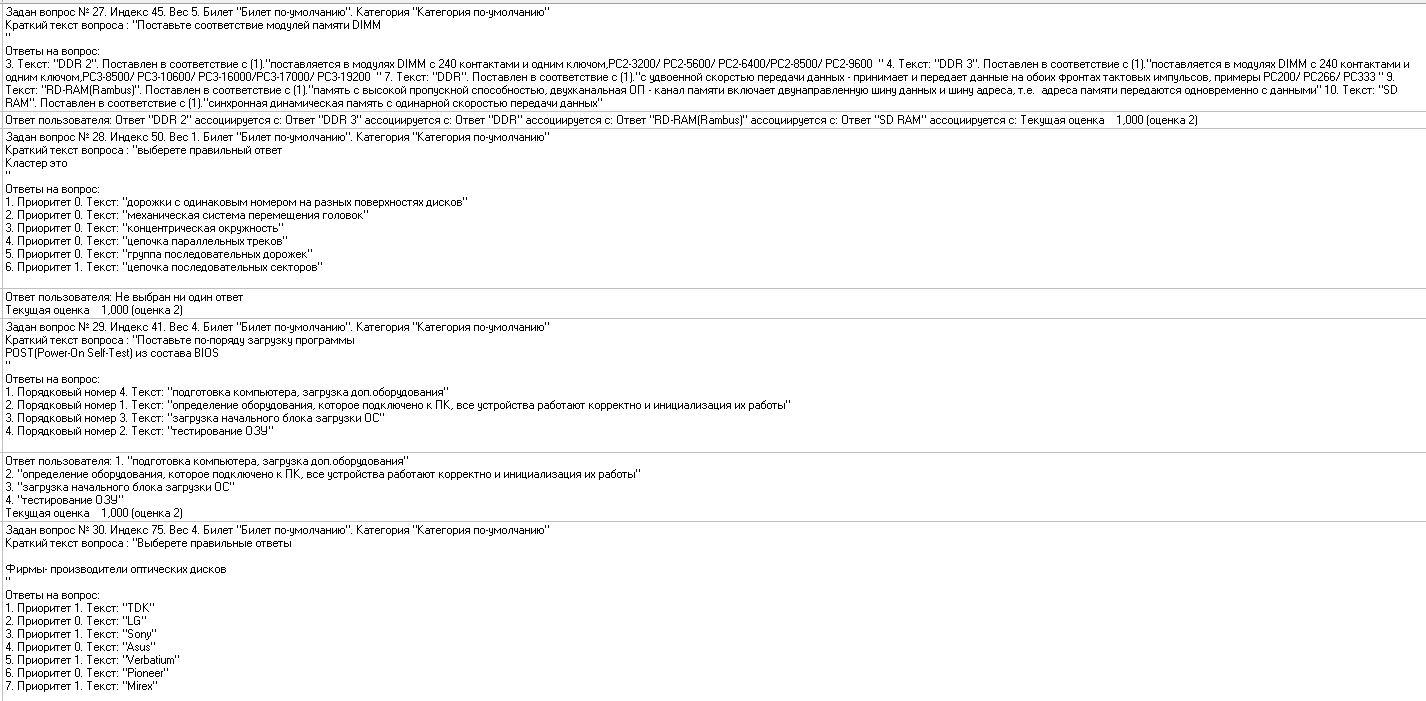 Задан вопрос № 27. Индекс 45. Вес 5. Билет "Билет по-умолчанию". Категория "Категория по-умолчанию"
Краткий текст вопроса : "Поставьте соответствие модулей памяти DIMM
"
Ответы на вопрос:
3. Текст: "DDR 2". Поставлен в соответствие с (1)."поставляется в модулях DIMM с 240 контактами и одним ключом,PC2-3200/ PC2-5600/ PC2-6400/PC2-8500/ PC2-9600  " 4. Текст: "DDR 3". Поставлен в соответствие с (1)."поставляется в модулях DIMM с 240 контактами и
одним ключом,PC3-8500/ PC3-10600/ PC3-16000/PC3-17000/ PC3-19200  " 7. Текст: "DDR". Поставлен в соответствие с (1)."с удвоенной скоростью передачи данных - принимает и передает данные на обоих фронтах тактовых импульсов, примеры PC200/ PC266/ PC333 " 9.
Текст: "RD-RAM(Rambus)". Поставлен в соответствие с (1)."память с высокой пропускной способностью, двухканальная ОП - канал памяти включает двунаправленную шину данных и шину адреса, т.е.  адреса памяти передаются одновременно с данными" 10. Текст: "SD
RAM". Поставлен в соответствие с (1)."синхронная динамическая память с одинарной скоростью передачи данных"
Ответ пользователя: Ответ "DDR 2" ассоциируется с: Ответ "DDR 3" ассоциируется с: Ответ "DDR" ассоциируется с: Ответ "RD-RAM(Rambus)" ассоциируется с: Ответ "SD RAM" ассоциируется с: Текущая оценка    1,000 (оценка 2)
Задан вопрос № 28. Индекс 50. Вес 1. Билет "Билет по-умолчанию". Категория "Категория по-умолчанию"
Краткий текст вопроса : "выберете правильный ответ
Кластер это
"
Ответы на вопрос:
1. Приоритет 0. Текст: "дорожки с одинаковым номером на разных поверхностях дисков"
2. Приоритет 0. Текст: "механическая система перемещения головок"
3. Приоритет 0. Текст: "концентрическая окружность"
4. Приоритет 0. Текст: "цепочка параллельных треков"
5. Приоритет 0. Текст: "группа последовательных дорожек"
6. Приоритет 1. Текст: "цепочка последовательных секторов"
Ответ пользователя: Не выбран ни один ответ
Текущая оценка    1,000 (оценка 2)
Задан вопрос № 29. Индекс 41. Вес 4. Билет "Билет по-умолчанию". Категория "Категория по-умолчанию"
Краткий текст вопроса : "Поставьте по-поряду загрузку программы
POST(Power-On Self-Test) из состава BIOS
"
Ответы на вопрос:
1. Порядковый номер 4. Текст: "подготовка компьютера, загрузка доп.оборудования"
2. Порядковый номер 1. Текст: "определение оборудования, которое подключено к ПК, все устройства работают корректно и инициализация их работы"
3. Порядковый номер 3. Текст: "загрузка начального блока загрузки ОС"
4. Порядковый номер 2. Текст: "тестирование ОЗУ"
Ответ пользователя: 1. "подготовка компьютера, загрузка доп.оборудования"
2. "определение оборудования, которое подключено к ПК, все устройства работают корректно и инициализация их работы"
3. "загрузка начального блока загрузки ОС"
4. "тестирование ОЗУ"
Текущая оценка    1,000 (оценка 2)
Задан вопрос № 30. Индекс 75. Вес 4. Билет "Билет по-умолчанию". Категория "Категория по-умолчанию"
Краткий текст вопроса : "Выберете правильные ответы
Фирмы- производители оптических дисков
"
Ответы на вопрос:
1. Приоритет 1. Текст: "TDK"
2. Приоритет 0. Текст: "LG"
3. Приоритет 1. Текст: "Sony"
4. Приоритет 0. Текст: "Asus"
5. Приоритет 1. Текст: "Verbatium"
6. Приоритет 0. Текст: "Pioneer"
7. Приоритет 1. Текст: "Mirex"